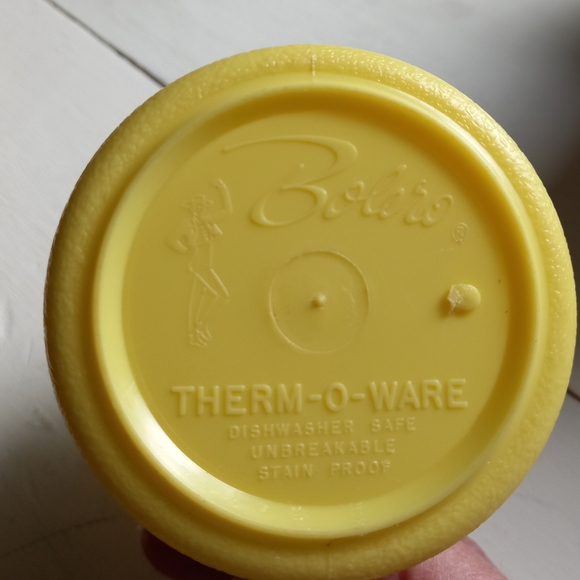 Bolero ®
THERM-O-WARE
DISHWASHER SAFE
UNBREAKABLE
STAIN PROOF